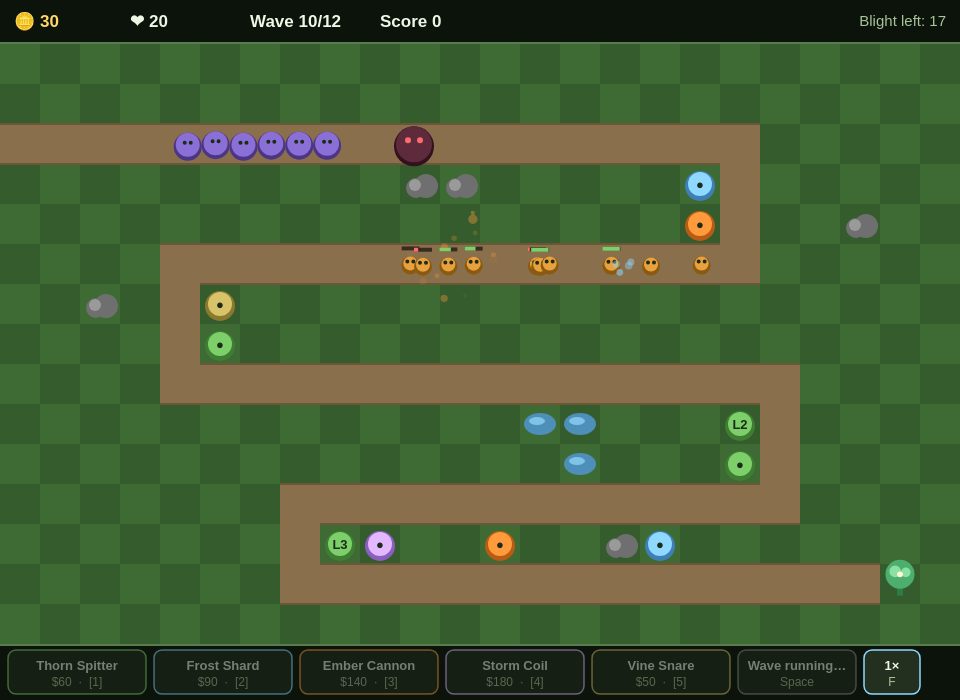 30 20 Wave 10/12 Score 0 Blight left: 17
L2
L3
Thorn Spitter
$60 · [1]
Frost Shard
$90 · [2]
Ember Cannon
$140 · [3]
Storm Coil
$180 · [4]
Vine Snare
$50 · [5]
Wave running…
Space
1×
F